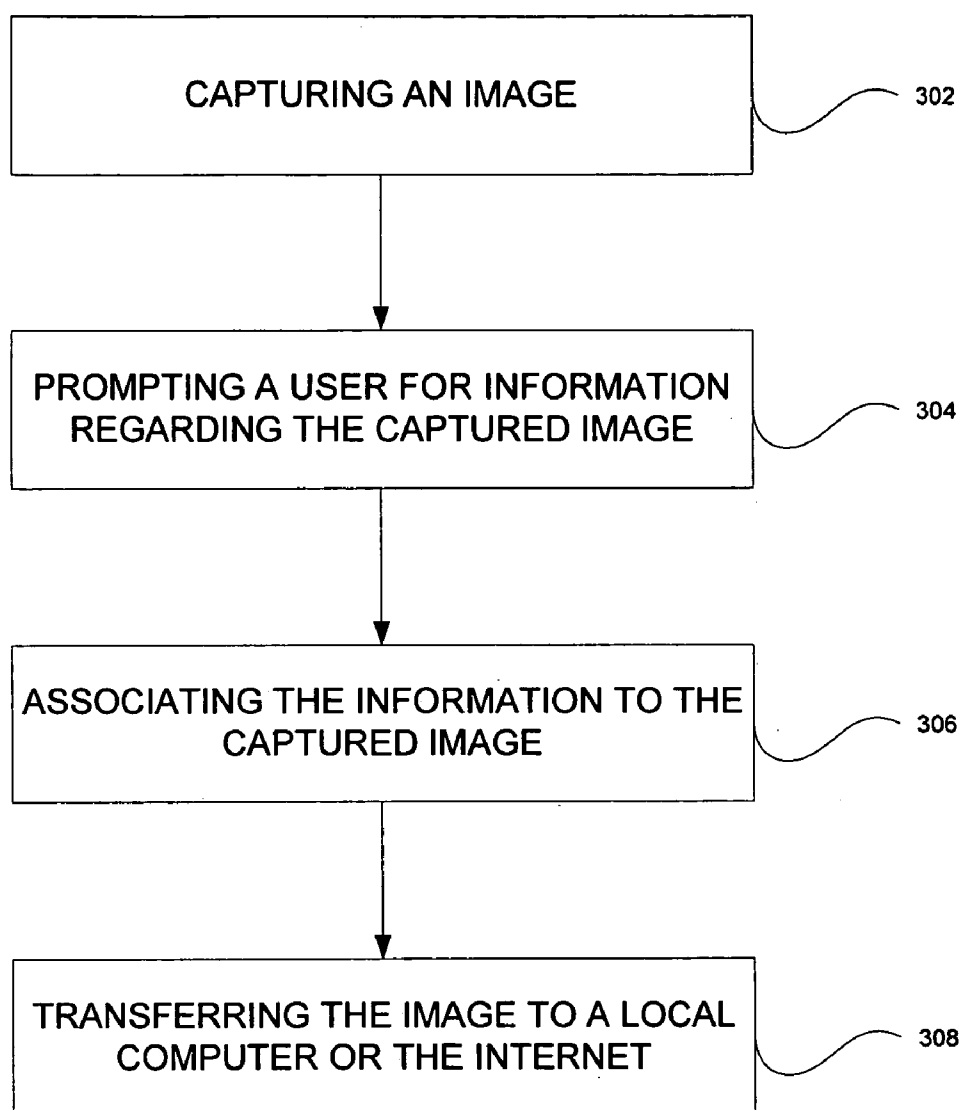 CAPTURING AN IMAGE
302
PROMPTING A USER FOR INFORMATION
REGARDING THE CAPTURED IMAGE
304
ASSOCIATING THE INFORMATION TO THE
CAPTURED IMAGE
306
TRANSFERRING THE IMAGE TO A LOCAL
COMPUTER OR THE INTERNET
308